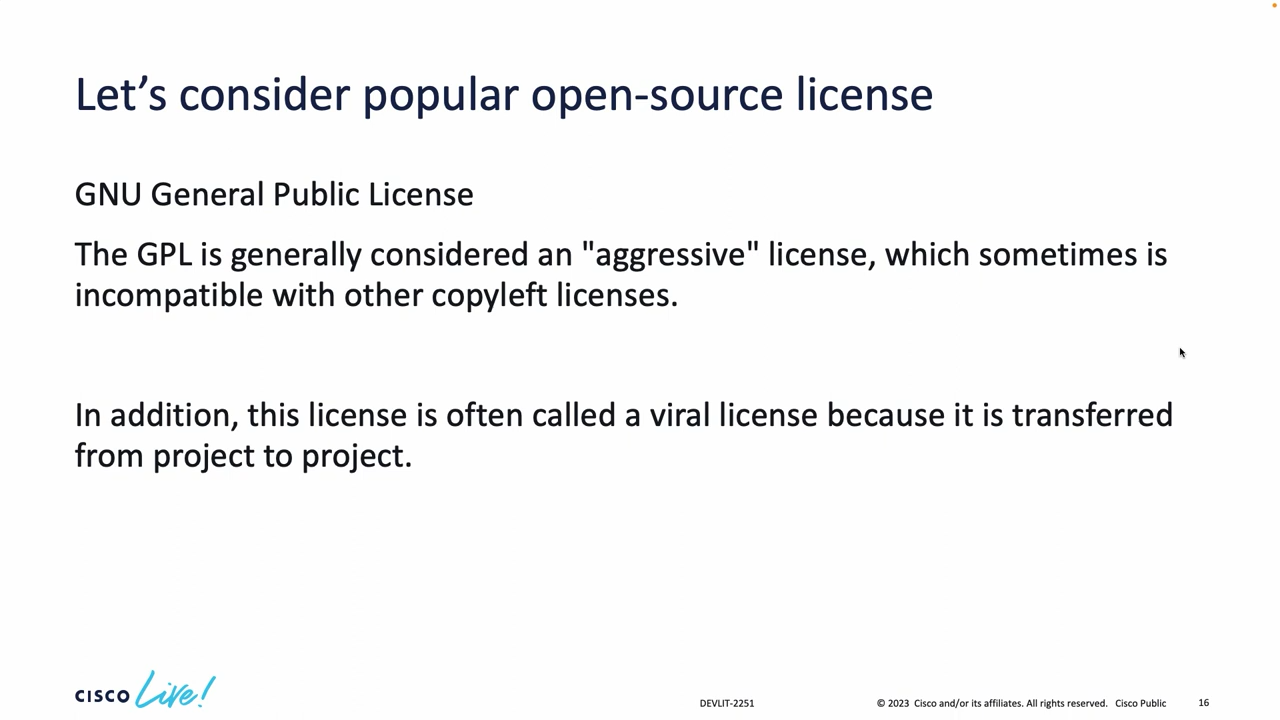 Let’s consider popular open-source license
GNU General Public License
The GPL is generally considered an "aggressive" license, which sometimes is
incompatible with other copyleft licenses.
In addition, this license is often called a viral license because it is transferred
from project to project.
CISCO Live!
DEVLIT-2251
© 2023 Cisco and/or its affiliates. All rights reserved. Cisco Public
16